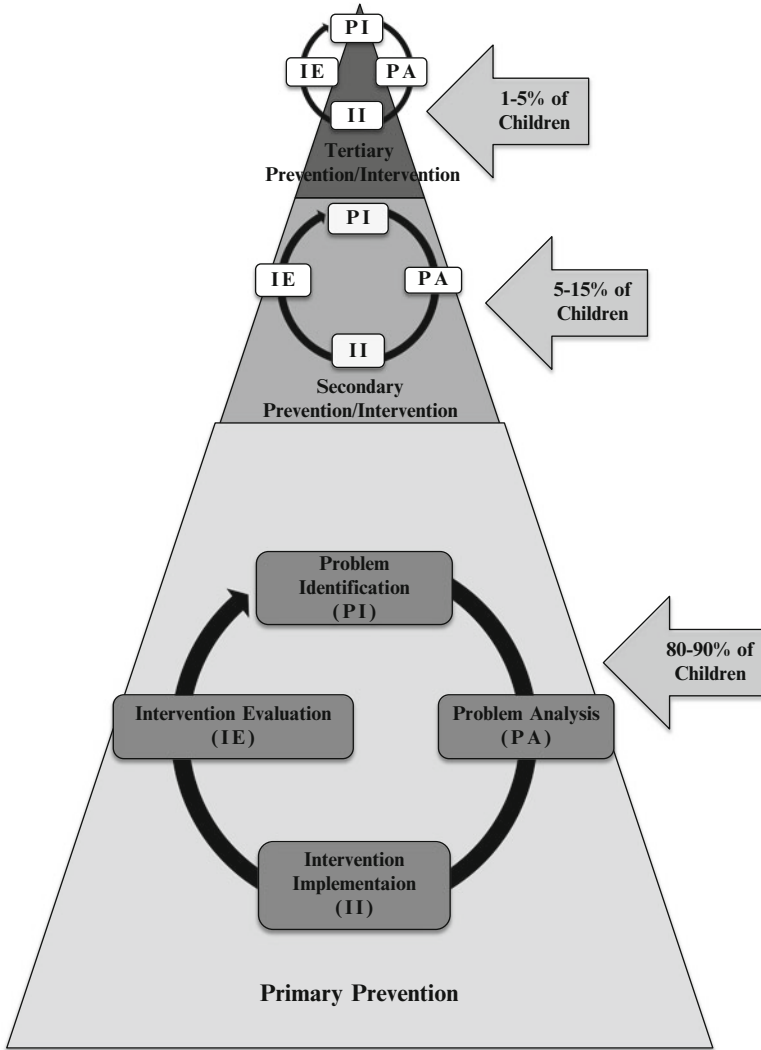 PI
IE
PA
II
Tertiary
Prevention/Intervention
1-5% of
Children
PI
IE
PA
II
Secondary
Prevention/Intervention
5-15% of
Children
Problem
Identification
(PI)
Intervention Evaluation
(IE)
Problem Analysis
(PA)
Intervention
Implementaion
(II)
80-90% of
Children
Primary Prevention